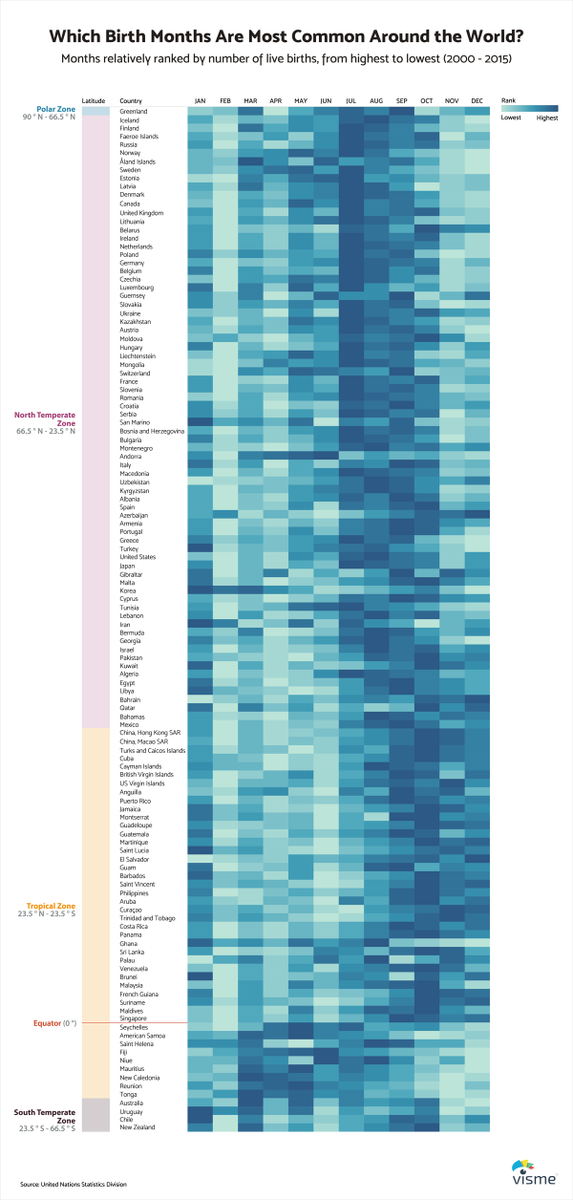 Which Birth Months Are Most Common Around the World?
Months relatively ranked by number of live births, from highest to lowest (2000 - 2015)
Latitude Country JAN FEB MAR APR MAY JUN JUL AUG SEP OCT NOV DEC
Rank
Lowest Highest
Polar Zone
90 ° N - 66.5 ° N
Greenland
Iceland
Finland
Faeroe Islands
Russia
Norway
Åland Islands
Sweden
Estonia
Latvia
Denmark
Canada
United Kingdom
Lithuania
Belarus
Ireland
Netherlands
Poland
Germany
Belgium
Czechia
Luxembourg
Guernsey
Slovakia
Ukraine
Kazakhstan
Austria
Moldova
Hungary
Liechtenstein
Mongolia
Switzerland
France
Slovenia
Romania
Croatia
Serbia
North Temperate
Zone
66.5 ° N - 23.5 ° N
San Marino
Bosnia and Herzegovina
Bulgaria
Montenegro
Andorra
Italy
Macedonia
Uzbekistan
Kyrgyzstan
Albania
Spain
Azerbaijan
Armenia
Portugal
Greece
Turkey
United States
Japan
Gibraltar
Malta
Korea
Cyprus
Tunisia
Lebanon
Iran
Bermuda
Georgia
Israel
Pakistan
Kuwait
Algeria
Egypt
Libya
Bahrain
Qatar
Bahamas
Mexico
China, Hong Kong SAR
China, Macao SAR
Turks and Caicos Islands
Cuba
Cayman Islands
British Virgin Islands
US Virgin Islands
Anguilla
Puerto Rico
Jamaica
Montserrat
Guadeloupe
Guatemala
Martinique
Saint Lucia
El Salvador
Guam
Barbados
Saint Vincent
Philippines
Aruba
Tropical Zone
23.5 ° N - 23.5 ° S
Curaçao
Trinidad and Tobago
Costa Rica
Panama
Ghana
Sri Lanka
Palau
Venezuela
Brunei
Malaysia
French Guiana
Suriname
Maldives
Singapore
Equator (0 °)
Seychelles
American Samoa
Saint Helena
Fiji
Niue
Mauritius
New Caledonia
Reunion
Tonga
Australia
South Temperate
Zone
23.5 ° S - 66.5 ° S
Uruguay
Chile
New Zealand
Source: United Nations Statistics Division
visme